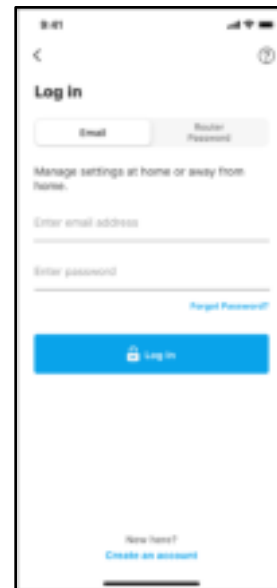 9:41
Log in
Email
Router
Password
Manage settings at home or away from
home.
Enter email address
Enter password
Forgot Password?
Log in
New here?
Create an account